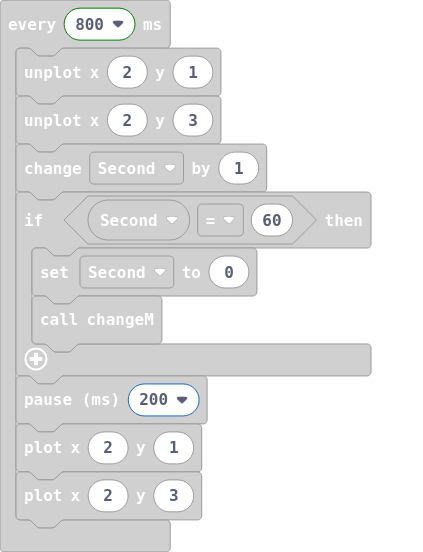 every 800 ms
unplot x 2 y 1
unplot x 2 y 3
change Second by 1
if Second = 60 then
set Second to 0
call changeM
pause (ms) 200
plot x 2 y 1
plot x 2 y 3